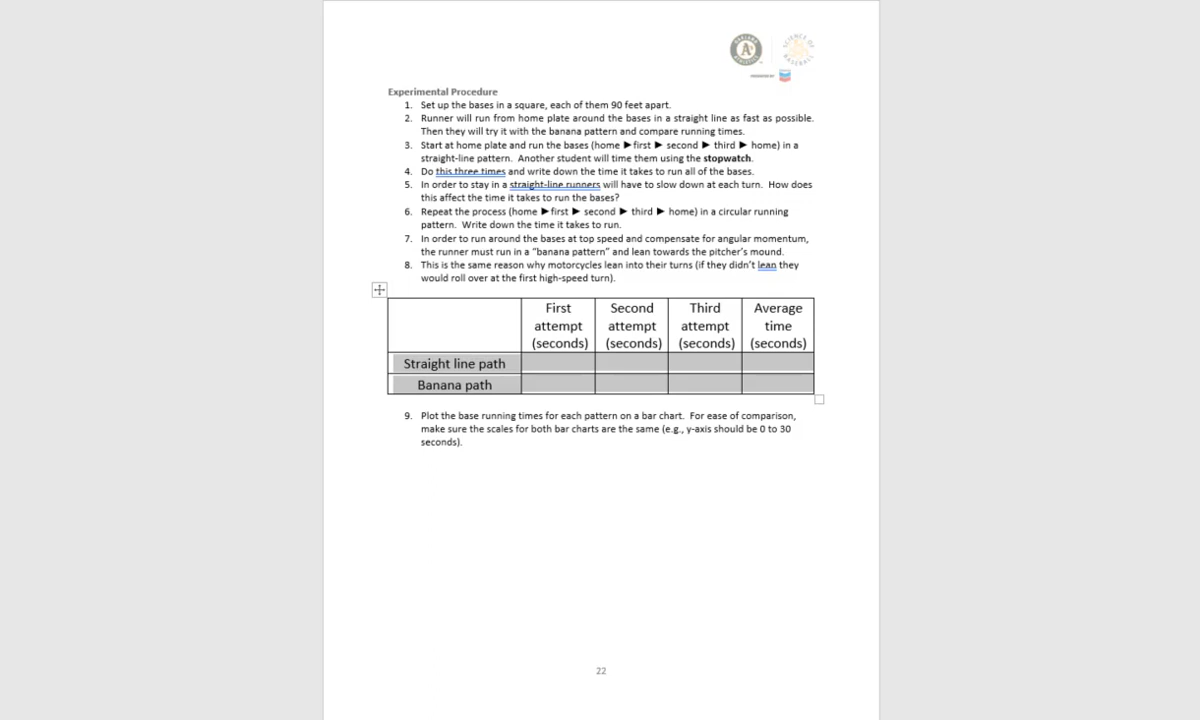 A's
SCIENCE OF
BASEBALL
PRESENTED BY
Experimental Procedure
1. Set up the bases in a square, each of them 90 feet apart.
2. Runner will run from home plate around the bases in a straight line as fast as possible.
Then they will try it with the banana pattern and compare running times.
3. Start at home plate and run the bases (home ▶ first ▶ second ▶ third ▶ home) in a
straight-line pattern. Another student will time them using the stopwatch.
4. Do this three times and write down the time it takes to run all of the bases.
5. In order to stay in a straight-line runners will have to slow down at each turn. How does
this affect the time it takes to run the bases?
6. Repeat the process (home ▶ first ▶ second ▶ third ▶ home) in a circular running
pattern. Write down the time it takes to run.
7. In order to run around the bases at top speed and compensate for angular momentum,
the runner must run in a “banana pattern” and lean towards the pitcher’s mound.
8. This is the same reason why motorcycles lean into their turns (if they didn’t lean they
would roll over at the first high-speed turn).
First attempt (seconds) Second attempt (seconds) Third attempt (seconds) Average time (seconds)
Straight line path
Banana path
9. Plot the base running times for each pattern on a bar chart. For ease of comparison,
make sure the scales for both bar charts are the same (e.g., y-axis should be 0 to 30
seconds).
22